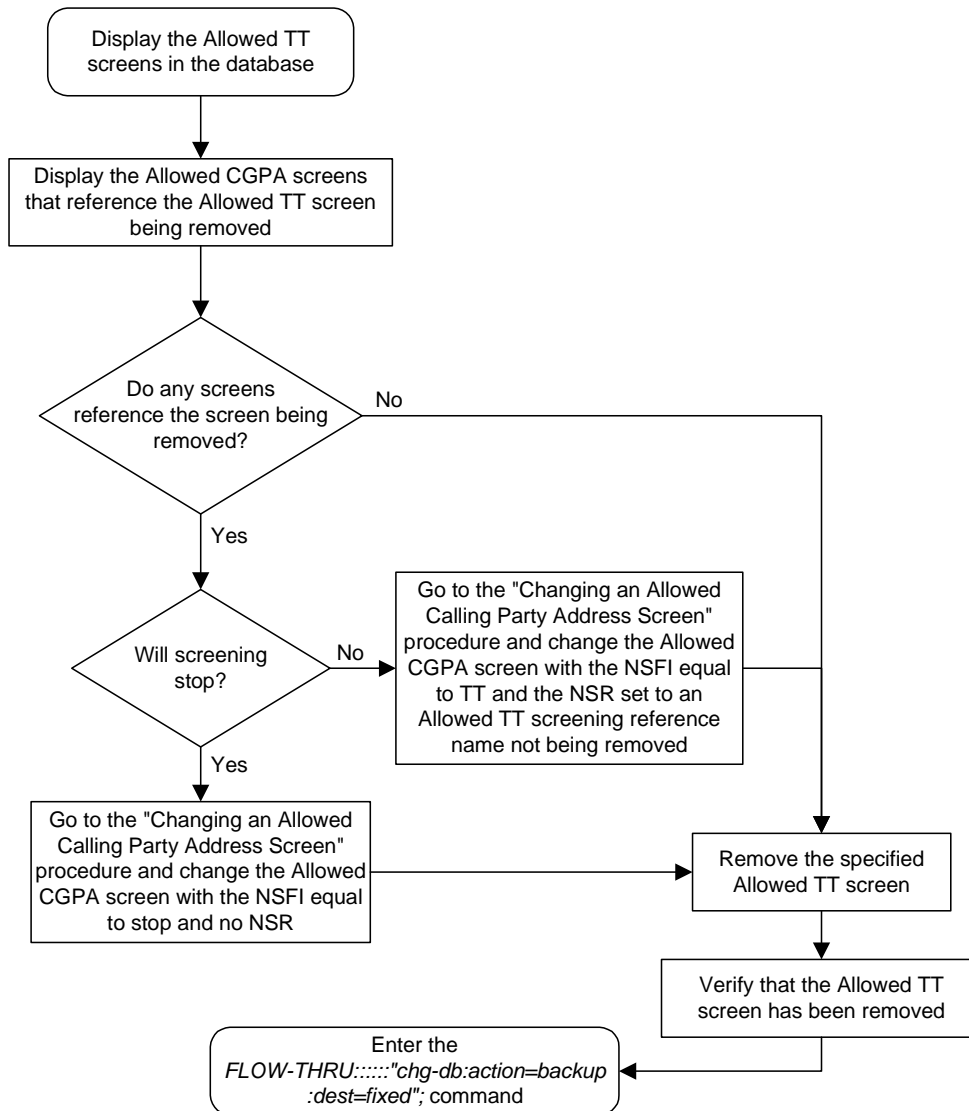 Display the Allowed TT
screens in the database
Display the Allowed CGPA screens
that reference the Allowed TT screen
being removed
Do any screens
reference the screen being
removed?
No
Yes
Will screening
stop?
No
Go to the "Changing an Allowed
Calling Party Address Screen"
procedure and change the Allowed
CGPA screen with the NSFI equal
to TT and the NSR set to an
Allowed TT screening reference
name not being removed
Yes
Go to the "Changing an Allowed
Calling Party Address Screen"
procedure and change the Allowed
CGPA screen with the NSFI equal
to stop and no NSR
Remove the specified
Allowed TT screen
Verify that the Allowed TT
screen has been removed
Enter the
FLOW-THRU::::::"chg-db:action=backup
:dest=fixed"; command